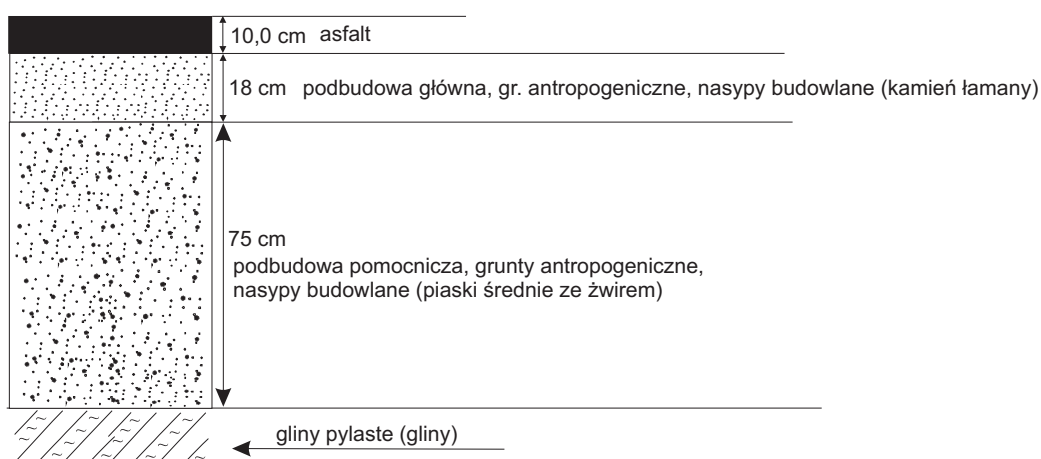 10,0 cm asfalt
18 cm podbudowa główna, gr. antropogeniczne, nasypy budowlane (kamień łamany)
75 cm
podbudowa pomocnicza, grunty antropogeniczne,
nasypy budowlane (piaski średnie ze żwirem)
gliny pylaste (gliny)